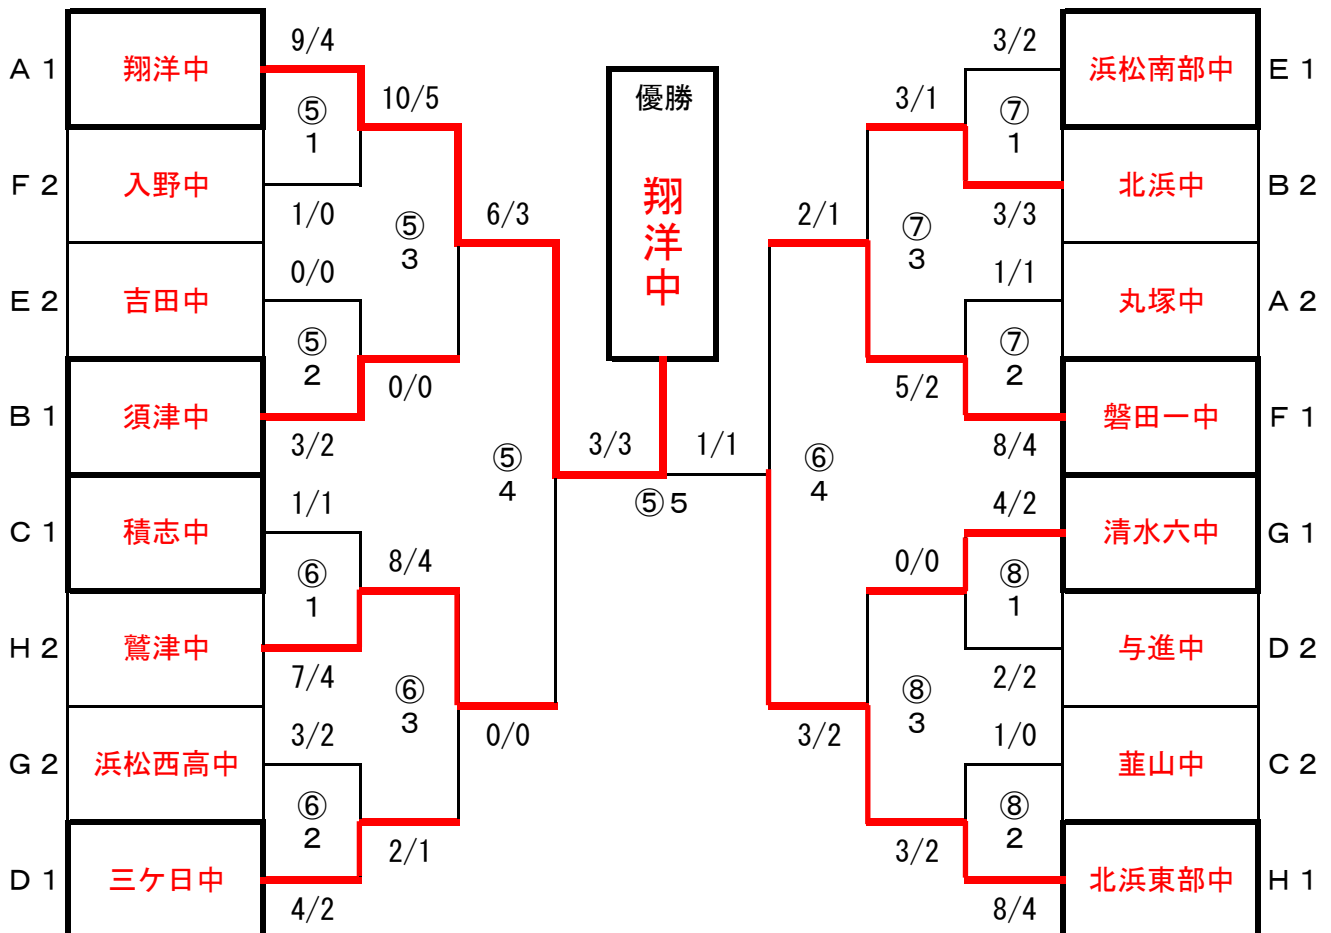 9/4
3/2
A 1
翔洋中
浜松南部中
E 1
優勝
10/5
3/1
⑤
1
⑦
1
F 2
入野中
北浜中
B 2
翔洋中
1/0
6/3
2/1
3/3
⑤
3
⑦
3
0/0
1/1
E 2
吉田中
丸塚中
A 2
⑤
2
⑦
2
0/0
5/2
B 1
須津中
磐田一中
F 1
3/2
3/3
1/1
8/4
⑤
4
⑥
4
1/1
⑤5
4/2
C 1
積志中
清水六中
G 1
8/4
0/0
⑥
1
⑧
1
H 2
鷲津中
与進中
D 2
7/4
2/2
⑥
3
⑧
3
3/2
0/0
3/2
1/0
G 2
浜松西高中
韮山中
C 2
⑥
2
⑧
2
2/1
3/2
D 1
三ケ日中
北浜東部中
H 1
4/2
8/4